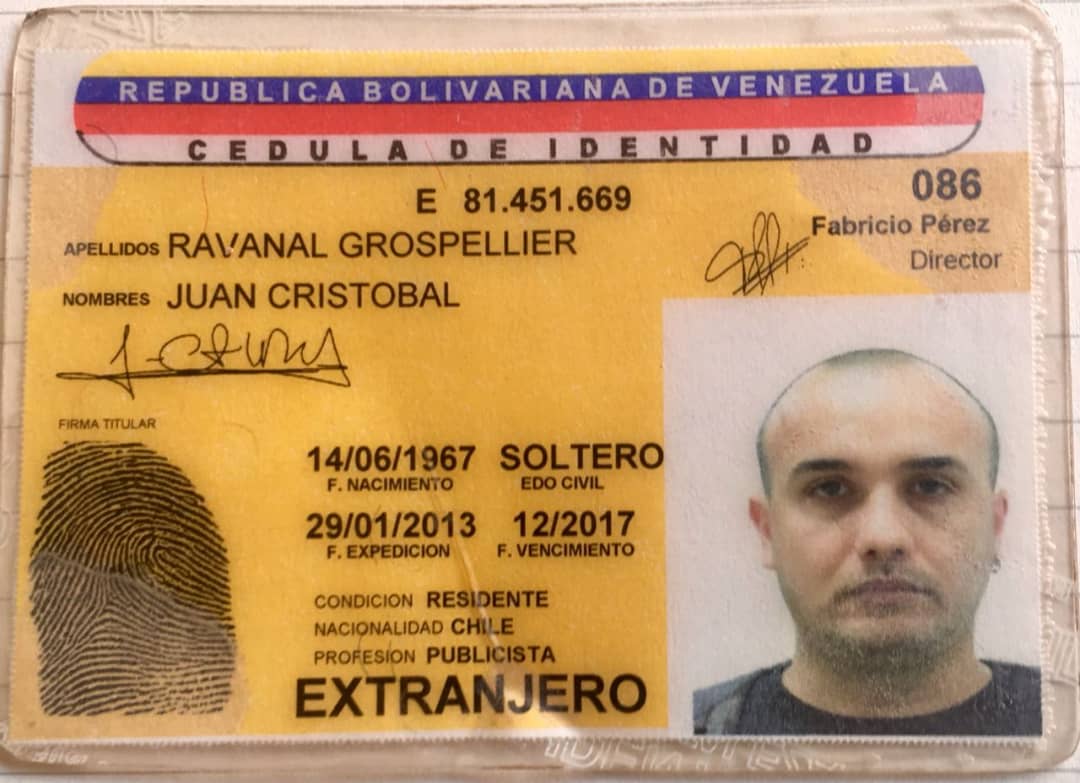 REPUBLICA BOLIVARIANA DE VENEZUELA
CEDULA DE IDENTIDAD
E 81.451.669
086
Fabricio Pérez
Director
APELLIDOS RAVANAL GROSPELLIER
NOMBRES JUAN CRISTOBAL
FIRMA TITULAR
14/06/1967 SOLTERO
F. NACIMIENTO EDO CIVIL
29/01/2013 12/2017
F. EXPEDICION F. VENCIMIENTO
CONDICION RESIDENTE
NACIONALIDAD CHILE
PROFESION PUBLICISTA
EXTRANJERO